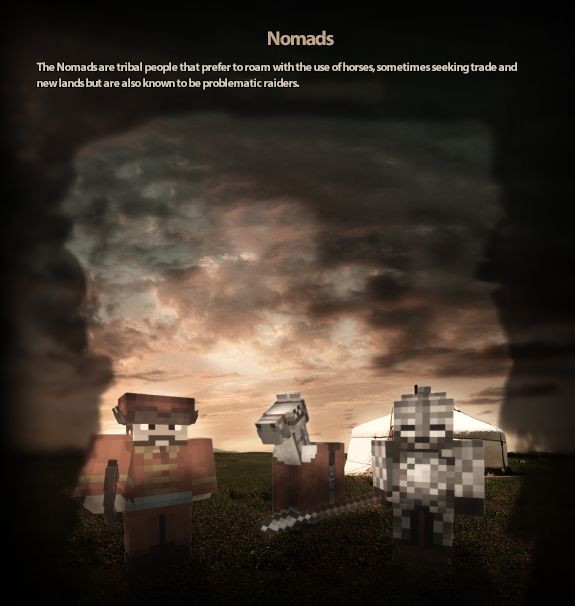 Nomads
The Nomads are tribal people that prefer to roam with the use of horses, sometimes seeking trade and
new lands but are also known to be problematic raiders.